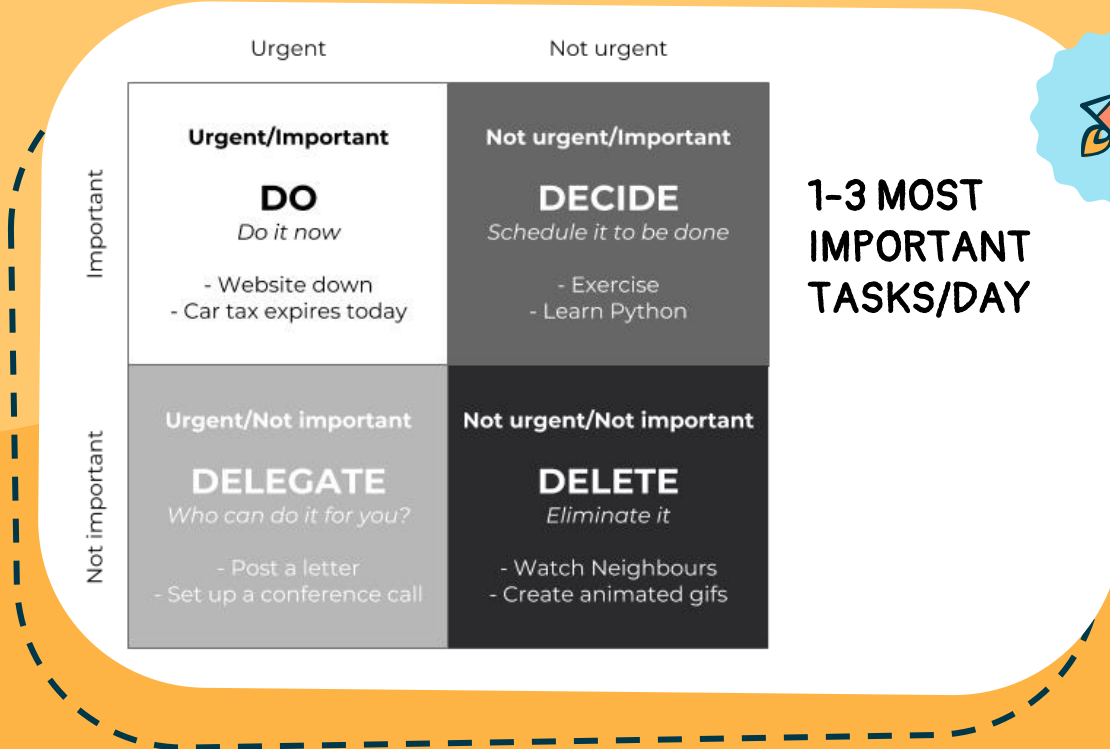 Urgent
Not urgent
Important
Urgent/Important
DO
Do it now
- Website down
- Car tax expires today
Not urgent/Important
DECIDE
Schedule it to be done
- Exercise
- Learn Python
1-3 MOST
IMPORTANT
TASKS/DAY
Not important
Urgent/Not important
DELEGATE
Who can do it for you?
- Post a letter
- Set up a conference call
Not urgent/Not important
DELETE
Eliminate it
- Watch Neighbours
- Create animated gifs